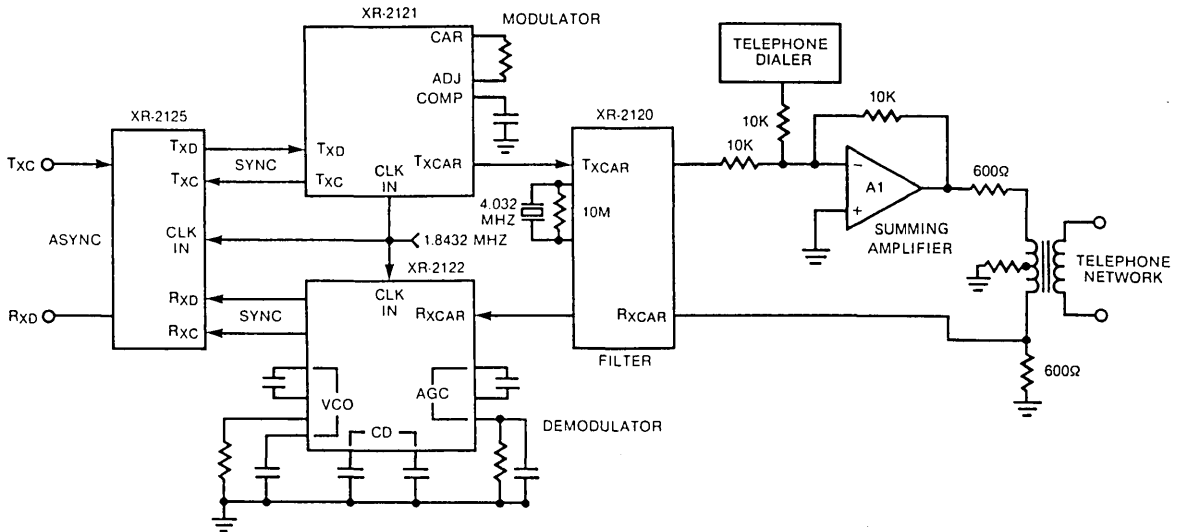 XR-2121
MODULATOR
CAR
ADJ
COMP
TXD
TXC
CLK
IN
TXCAR
XR-2125
TXC
ASYNC
RXD
TXD
TXC
CLK
IN
RXD
RXC
SYNC
SYNC
1.8432 MHZ
XR-2122
CLK
IN
RXCAR
VCO
AGC
CD
DEMODULATOR
XR-2120
TXCAR
4.032
MHZ
10M
RXCAR
FILTER
TELEPHONE
DIALER
10K
10K
10K
−
A1
+
SUMMING
AMPLIFIER
600Ω
TELEPHONE
NETWORK
600Ω